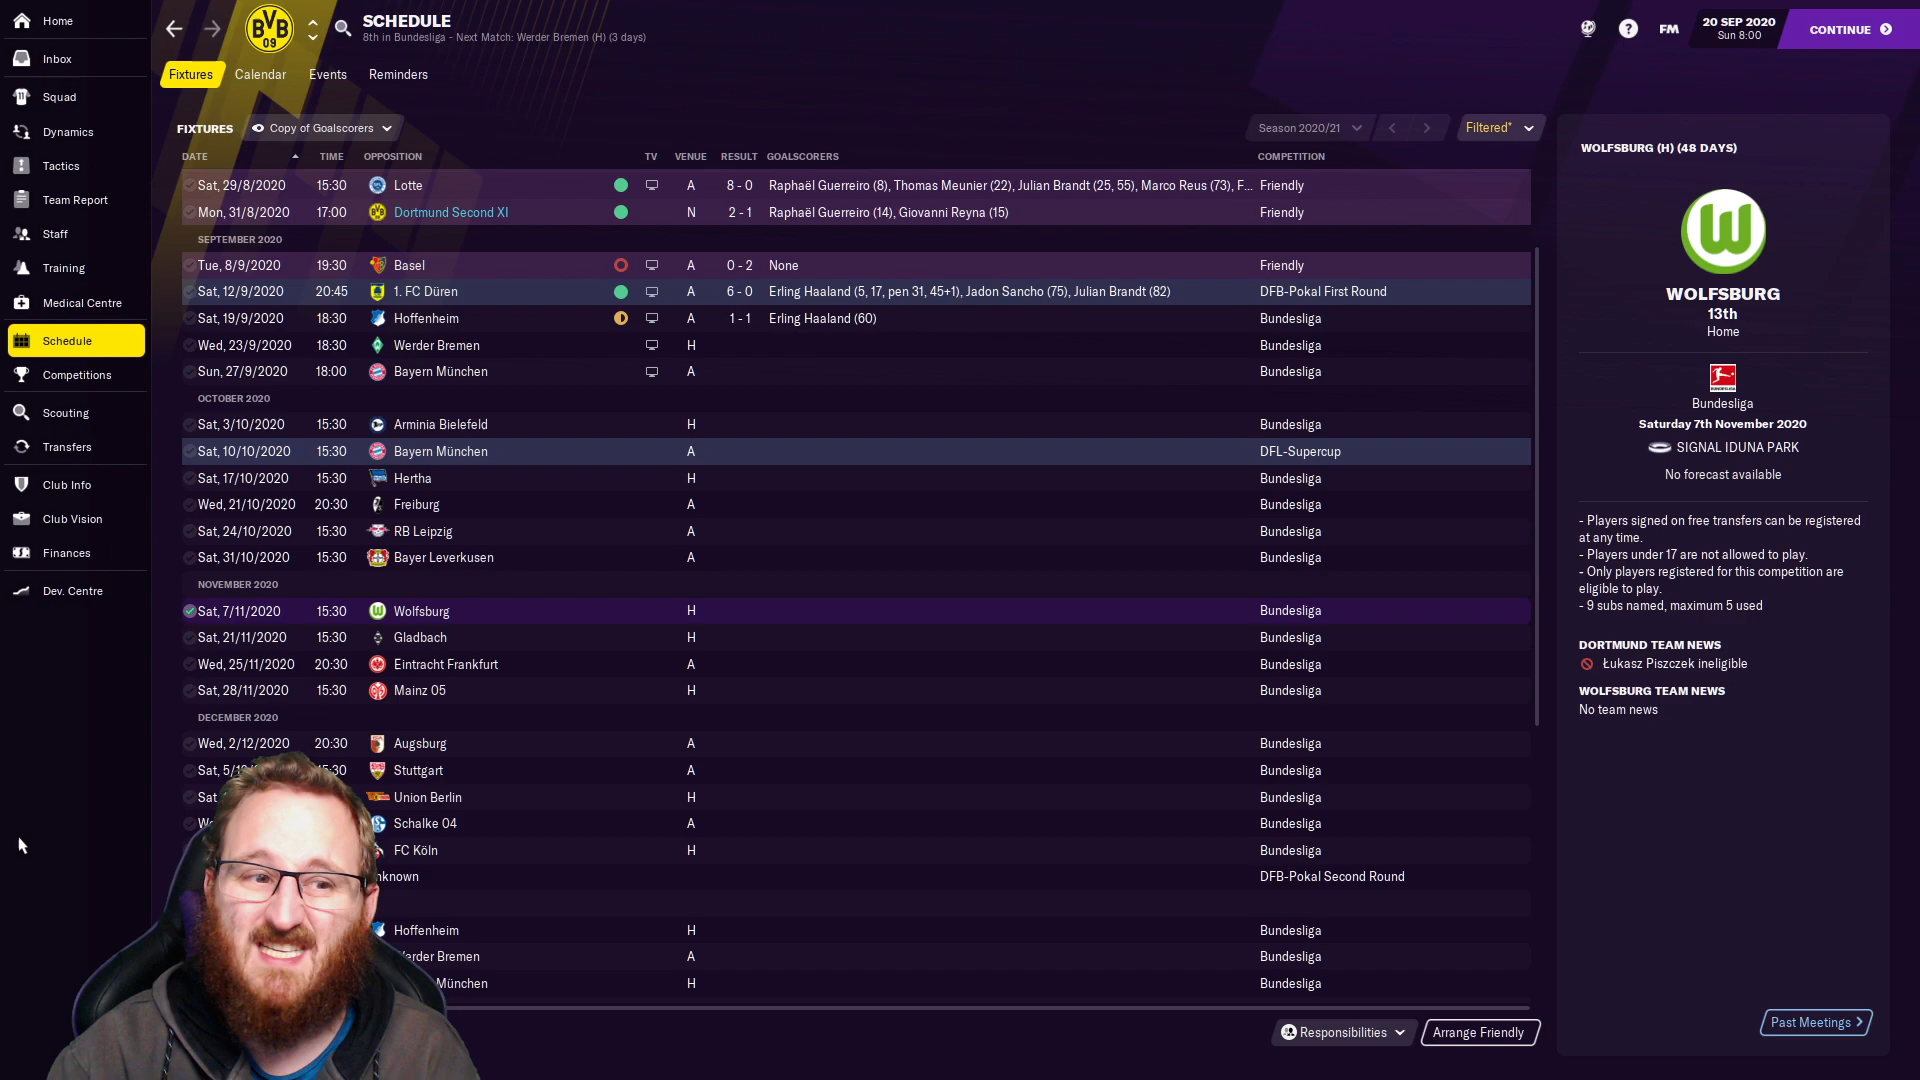 Home
Inbox
Squad
Dynamics
Tactics
Team Report
Staff
Training
Medical Centre
Schedule
Competitions
Scouting
Transfers
Club Info
Club Vision
Finances
Dev. Centre
BVB 09
SCHEDULE
8th in Bundesliga - Next Match: Werder Bremen (H) (3 days)
FM
20 SEP 2020
Sun 8:00
CONTINUE
Fixtures Calendar Events Reminders
FIXTURES Copy of Goalscorers Season 2020/21 Filtered*
DATE TIME OPPOSITION TV VENUE RESULT GOALSCORERS COMPETITION
Sat, 29/8/2020 15:30 Lotte A 8 - 0 Raphaël Guerreiro (8), Thomas Meunier (22), Julian Brandt (25, 55), Marco Reus (73), F... Friendly
Mon, 31/8/2020 17:00 Dortmund Second XI N 2 - 1 Raphaël Guerreiro (14), Giovanni Reyna (15) Friendly
SEPTEMBER 2020
Tue, 8/9/2020 19:30 Basel A 0 - 2 None Friendly
Sat, 12/9/2020 20:45 1. FC Düren A 6 - 0 Erling Haaland (5, 17, pen 31, 45+1), Jadon Sancho (75), Julian Brandt (82) DFB-Pokal First Round
Sat, 19/9/2020 18:30 Hoffenheim A 1 - 1 Erling Haaland (60) Bundesliga
Wed, 23/9/2020 18:30 Werder Bremen H Bundesliga
Sun, 27/9/2020 18:00 Bayern München A Bundesliga
OCTOBER 2020
Sat, 3/10/2020 15:30 Arminia Bielefeld H Bundesliga
Sat, 10/10/2020 15:30 Bayern München A DFL-Supercup
Sat, 17/10/2020 15:30 Hertha H Bundesliga
Wed, 21/10/2020 20:30 Freiburg A Bundesliga
Sat, 24/10/2020 15:30 RB Leipzig A Bundesliga
Sat, 31/10/2020 15:30 Bayer Leverkusen A Bundesliga
NOVEMBER 2020
Sat, 7/11/2020 15:30 Wolfsburg H Bundesliga
Sat, 21/11/2020 15:30 Gladbach H Bundesliga
Wed, 25/11/2020 20:30 Eintracht Frankfurt A Bundesliga
Sat, 28/11/2020 15:30 Mainz 05 H Bundesliga
DECEMBER 2020
Wed, 2/12/2020 20:30 Augsburg A Bundesliga
Sat, 5/ :30 Stuttgart A Bundesliga
Sat Union Berlin H Bundesliga
Schalke 04 A Bundesliga
FC Köln H Bundesliga
nknown DFB-Pokal Second Round
Hoffenheim H Bundesliga
erder Bremen A Bundesliga
München H Bundesliga
Responsibilities Arrange Friendly
WOLFSBURG (H) (48 DAYS)
WOLFSBURG
13th
Home
Bundesliga
Saturday 7th November 2020
SIGNAL IDUNA PARK
No forecast available
- Players signed on free transfers can be registered
at any time.
- Players under 17 are not allowed to play.
- Only players registered for this competition are
eligible to play.
- 9 subs named, maximum 5 used
DORTMUND TEAM NEWS
Łukasz Piszczek ineligible
WOLFSBURG TEAM NEWS
No team news
Past Meetings